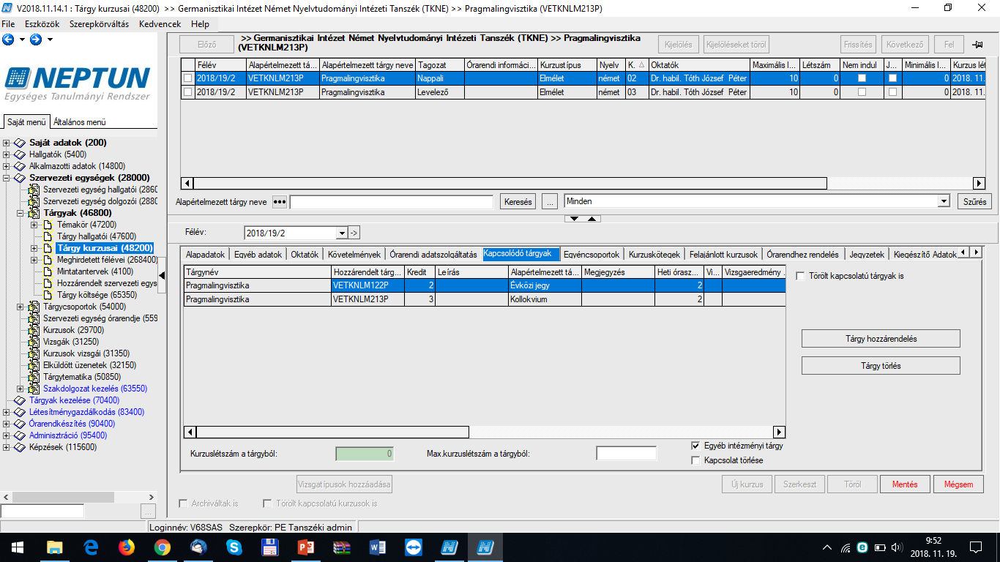 V2018.11.14.1 : Tárgy kurzusai (48200) >> Germanisztikai Intézet Német Nyelvtudományi Intézeti Tanszék (TKNE) >> Pragmalingvisztika (VETKNLM213P)
File Eszközök Szerepkörváltás Kedvencek Help
NEPTUN
Egységes Tanulmányi Rendszer
Saját menü Általános menü
Saját adatok (200)
Hallgatók (5400)
Alkalmazotti adatok (14800)
Szervezeti egységek (28000)
Szervezeti egység hallgatói (2860
Szervezeti egység dolgozói (2880
Tárgyak (46800)
Témakör (47200)
Tárgy hallgatói (47600)
Tárgy kurzusai (48200)
Meghirdetett félévei (268400)
Mintatantervek (4100)
Hozzárendelt szervezeti egys
Tárgy költsége (65350)
Tárgycsoportok (54000)
Szervezeti egység órarendje (559
Kurzusok (29700)
Vizsgák (31250)
Kurzusok vizsgái (31350)
Elküldött üzenetek (32150)
Tárgytematika (50850)
Szakdolgozat kezelés (63550)
Tárgyak kezelése (70400)
Létesítménygazdálkodás (83400)
Órarendkészítés (90400)
Adminisztráció (95400)
Képzések (115600)
...
Előző >> Germanisztikai Intézet Német Nyelvtudományi Intézeti Tanszék (TKNE) >> Pragmalingvisztika
(VETKNLM213P) Kijelölés Kijelöléseket töröl Frissítés Következő Fel
Félév Alapértelmezett tá... Alapértelmezett tárgy neve Tagozat Órarendi informáci... Kurzustípus Nyelv K. Oktatók Maximális l... Létszám Nem indul J... Minimális l... Kurzus lét
2018/19/2 VETKNLM213P Pragmalingvisztika Nappali Elmélet német 02 Dr. habil. Tóth József Péter 10 0 0 2018. 11.
2018/19/2 VETKNLM213P Pragmalingvisztika Levelező Elmélet német 03 Dr. habil. Tóth József Péter 10 0 0 2018. 11.
Alapértelmezett tárgy neve ••• Keresés ... Minden Szűrés
Félév: 2018/19/2 ->
Alapadatok Egyéb adatok Oktatók Követelmények Órarendi adatszolgáltatás Kapcsolódó tárgyak Egyéncsoportok Kurzuskötegek Felajánlott kurzusok Órarendhez rendelés Jegyzetek Kiegészítő Adatok
Tárgynév Hozzárendelt tárg... Kredit Leírás Alapértelmezett tá... Megjegyzés Heti órasz... Vi... Vizsgaeredmény .
Pragmalingvisztika VETKNLM122P 2 Évközi jegy 2
Pragmalingvisztika VETKNLM213P 3 Kollokvium 2
Törölt kapcsolatú tárgyak is
Tárgy hozzárendelés
Tárgy törlés
Kurzuslétszám a tárgyból: 0 Max.kurzuslétszám a tárgyból: Egyéb intézményi tárgy
Kapcsolat törlése
Vizsgatípusok hozzáadása Új kurzus Szerkeszt Töröl Mentés Mégsem
Archiváltak is Törölt kapcsolatú kurzusok is
Loginnév: V68SAS Szerepkör: PE Tanszéki admin
9:52
2018. 11. 19.